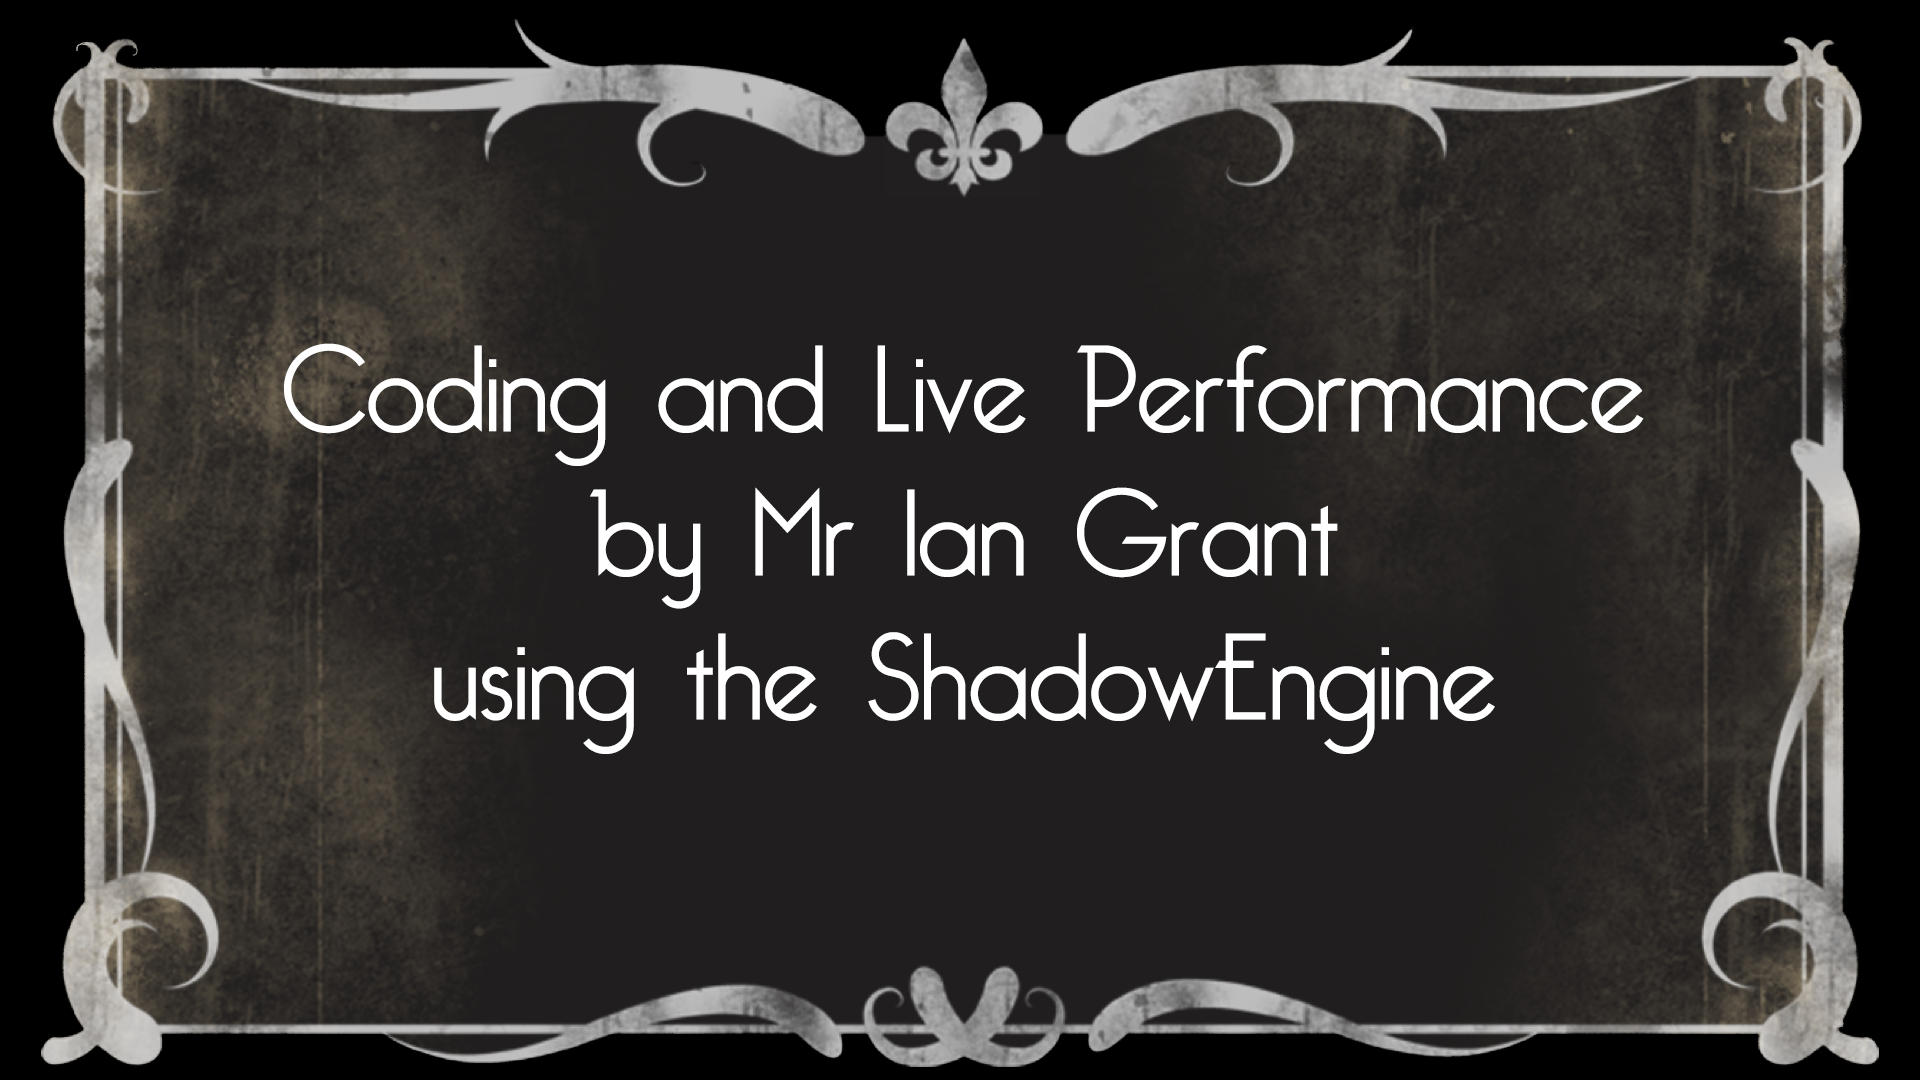 Coding and Live Performance
by Mr Ian Grant
using the ShadowEngine